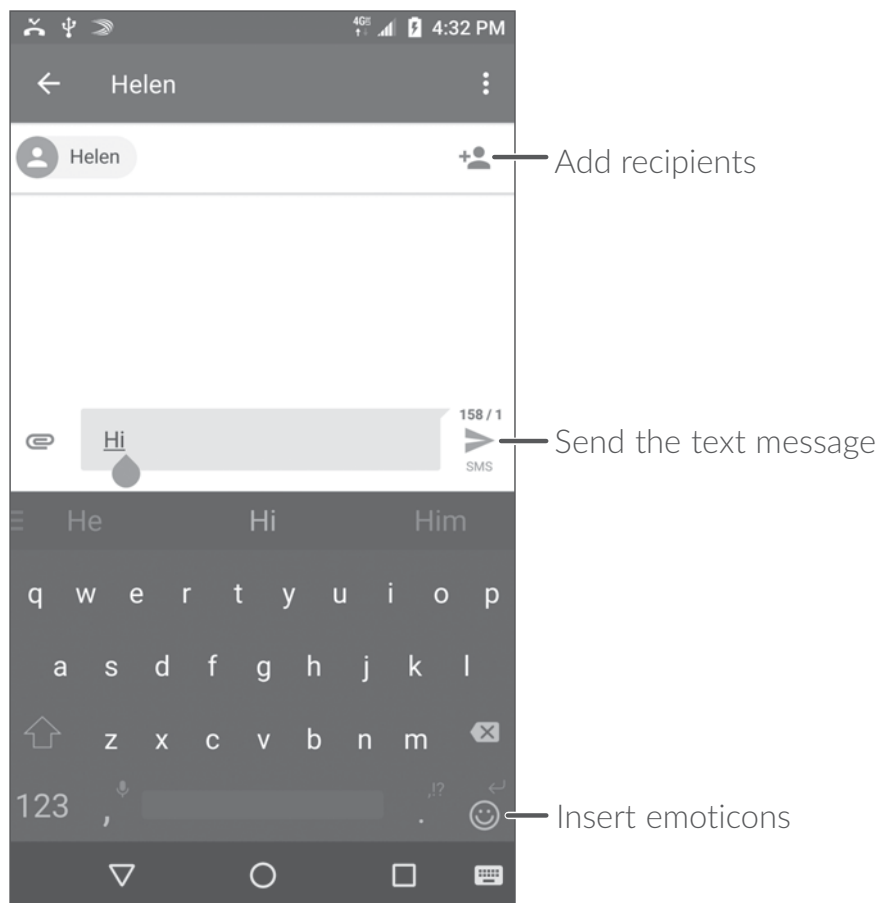 4G 4:32 PM
Helen
Helen
Add recipients
158 / 1
Hi
Send the text message
SMS
He Hi Him
q w e r t y u i o p
a s d f g h j k l
z x c v b n m
123 , ,!? .
Insert emoticons